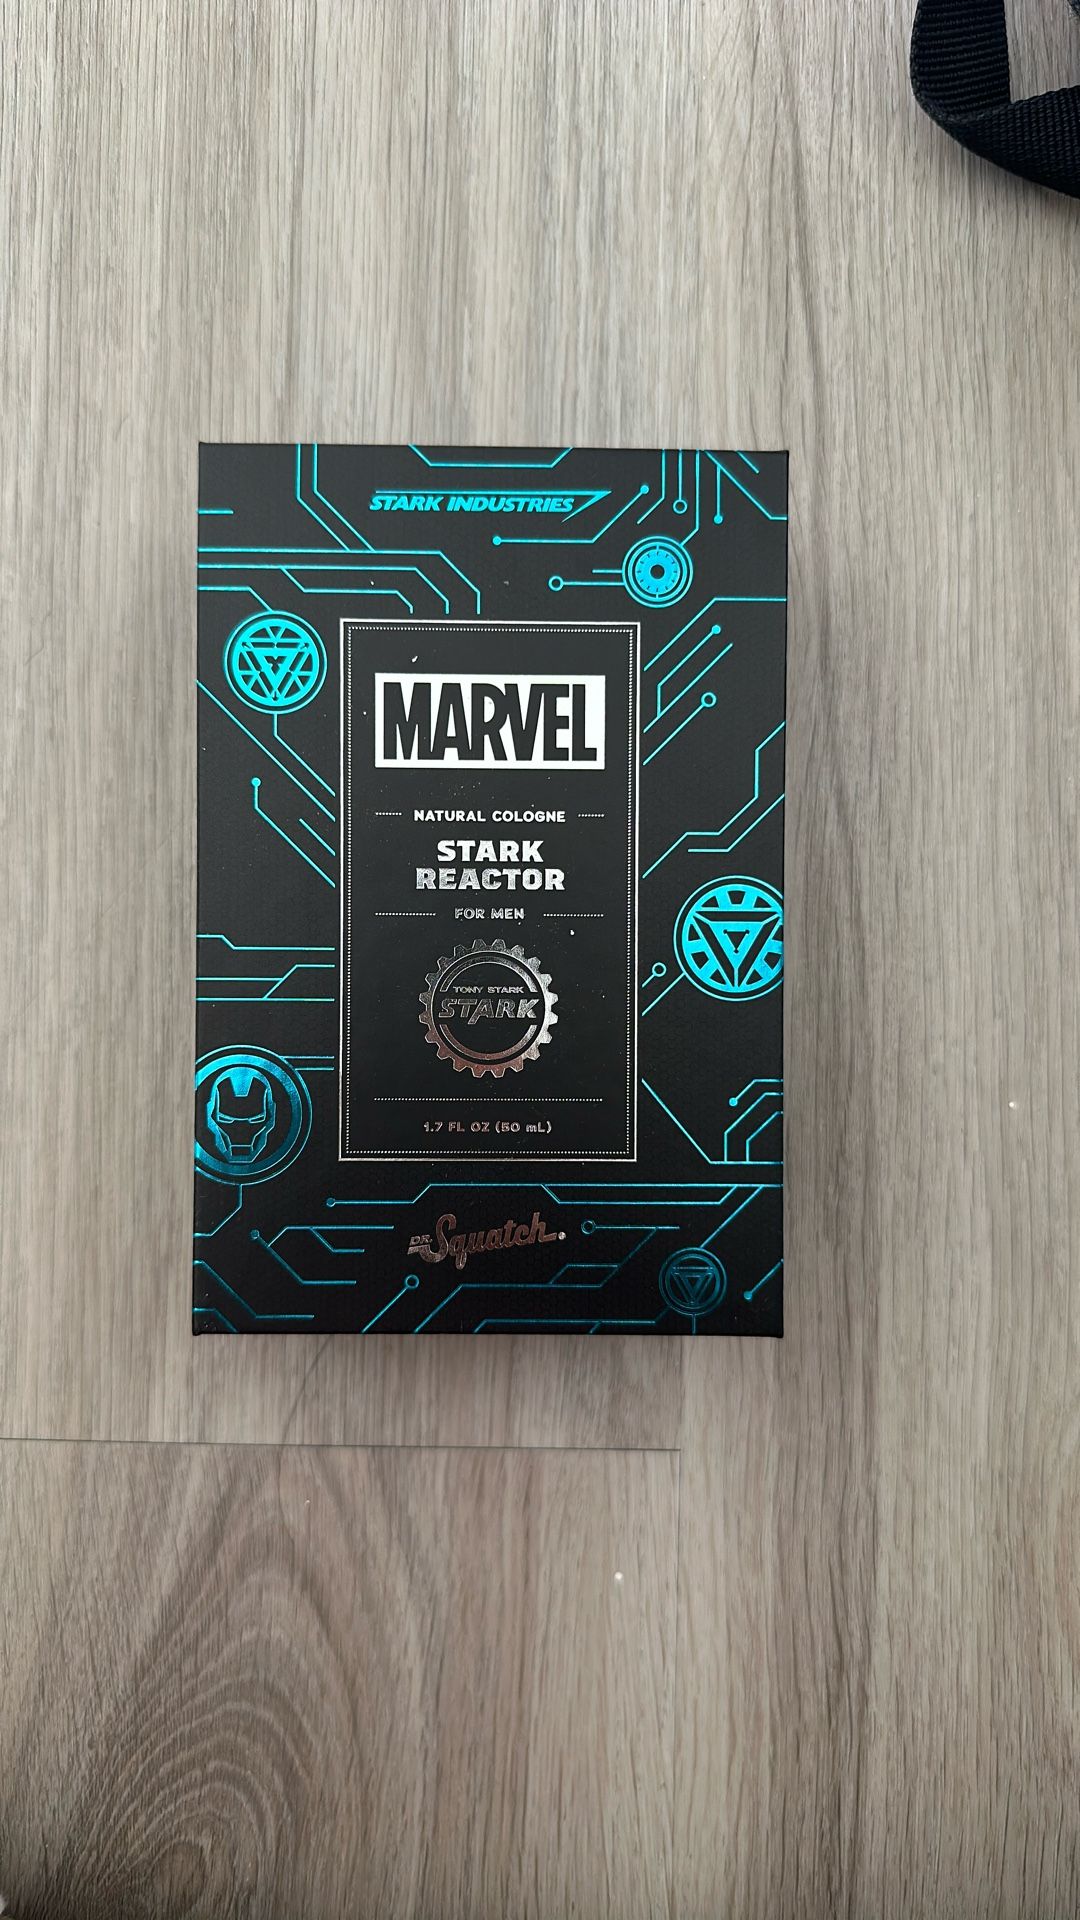 STARK INDUSTRIES
MARVEL
NATURAL COLOGNE
STARK
REACTOR
FOR MEN
TONY STARK
STARK
1.7 FL OZ (50 mL)
DR. Squatch®